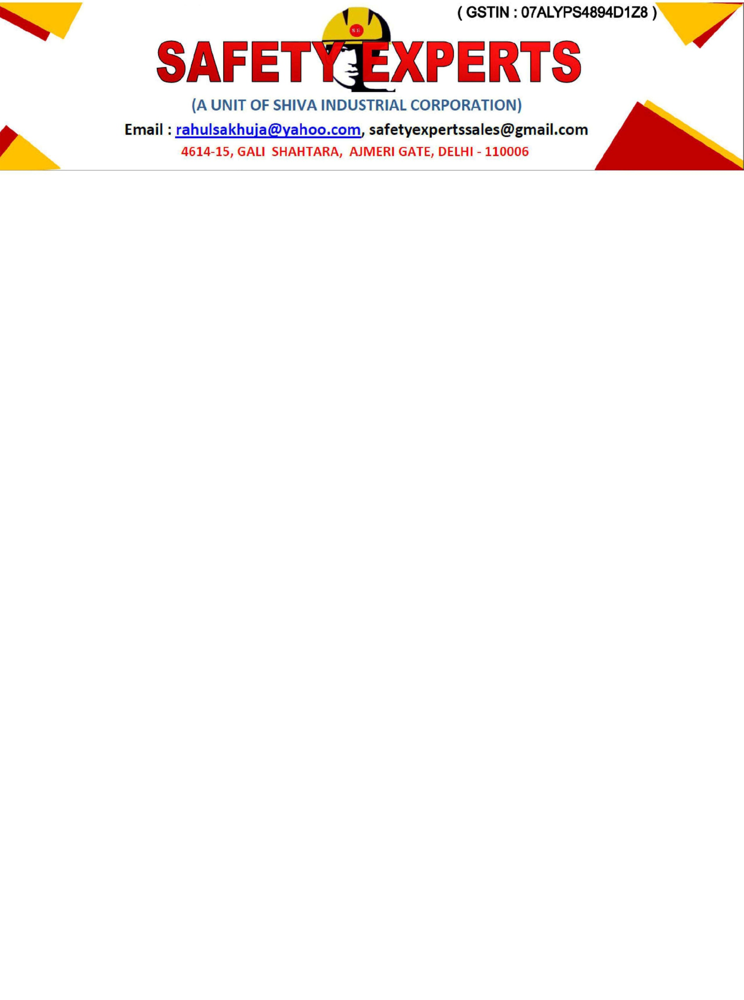 ( GSTIN : 07ALYPS4894D1Z8 )
S E
SAFETY EXPERTS
(A UNIT OF SHIVA INDUSTRIAL CORPORATION)
Email : rahulsakhuja@yahoo.com, safetyexpertssales@gmail.com
4614-15, GALI SHAHTARA, AJMERI GATE, DELHI - 110006